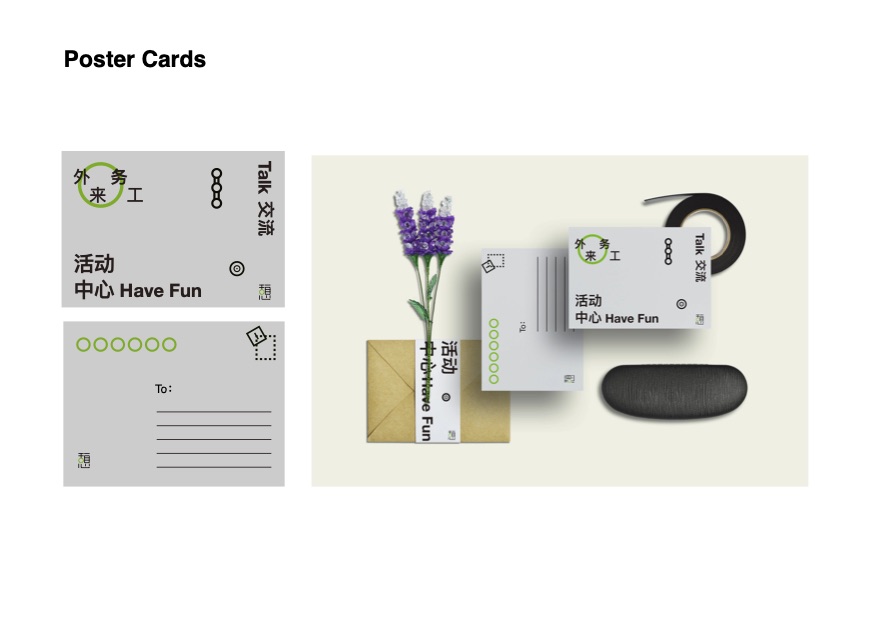 Poster Cards
外 务
来 工
Talk 交流
活动
中心 Have Fun
To:
外 务
来 工
Talk 交流
活动
中心 Have Fun
To:
活动
中心 Have Fun